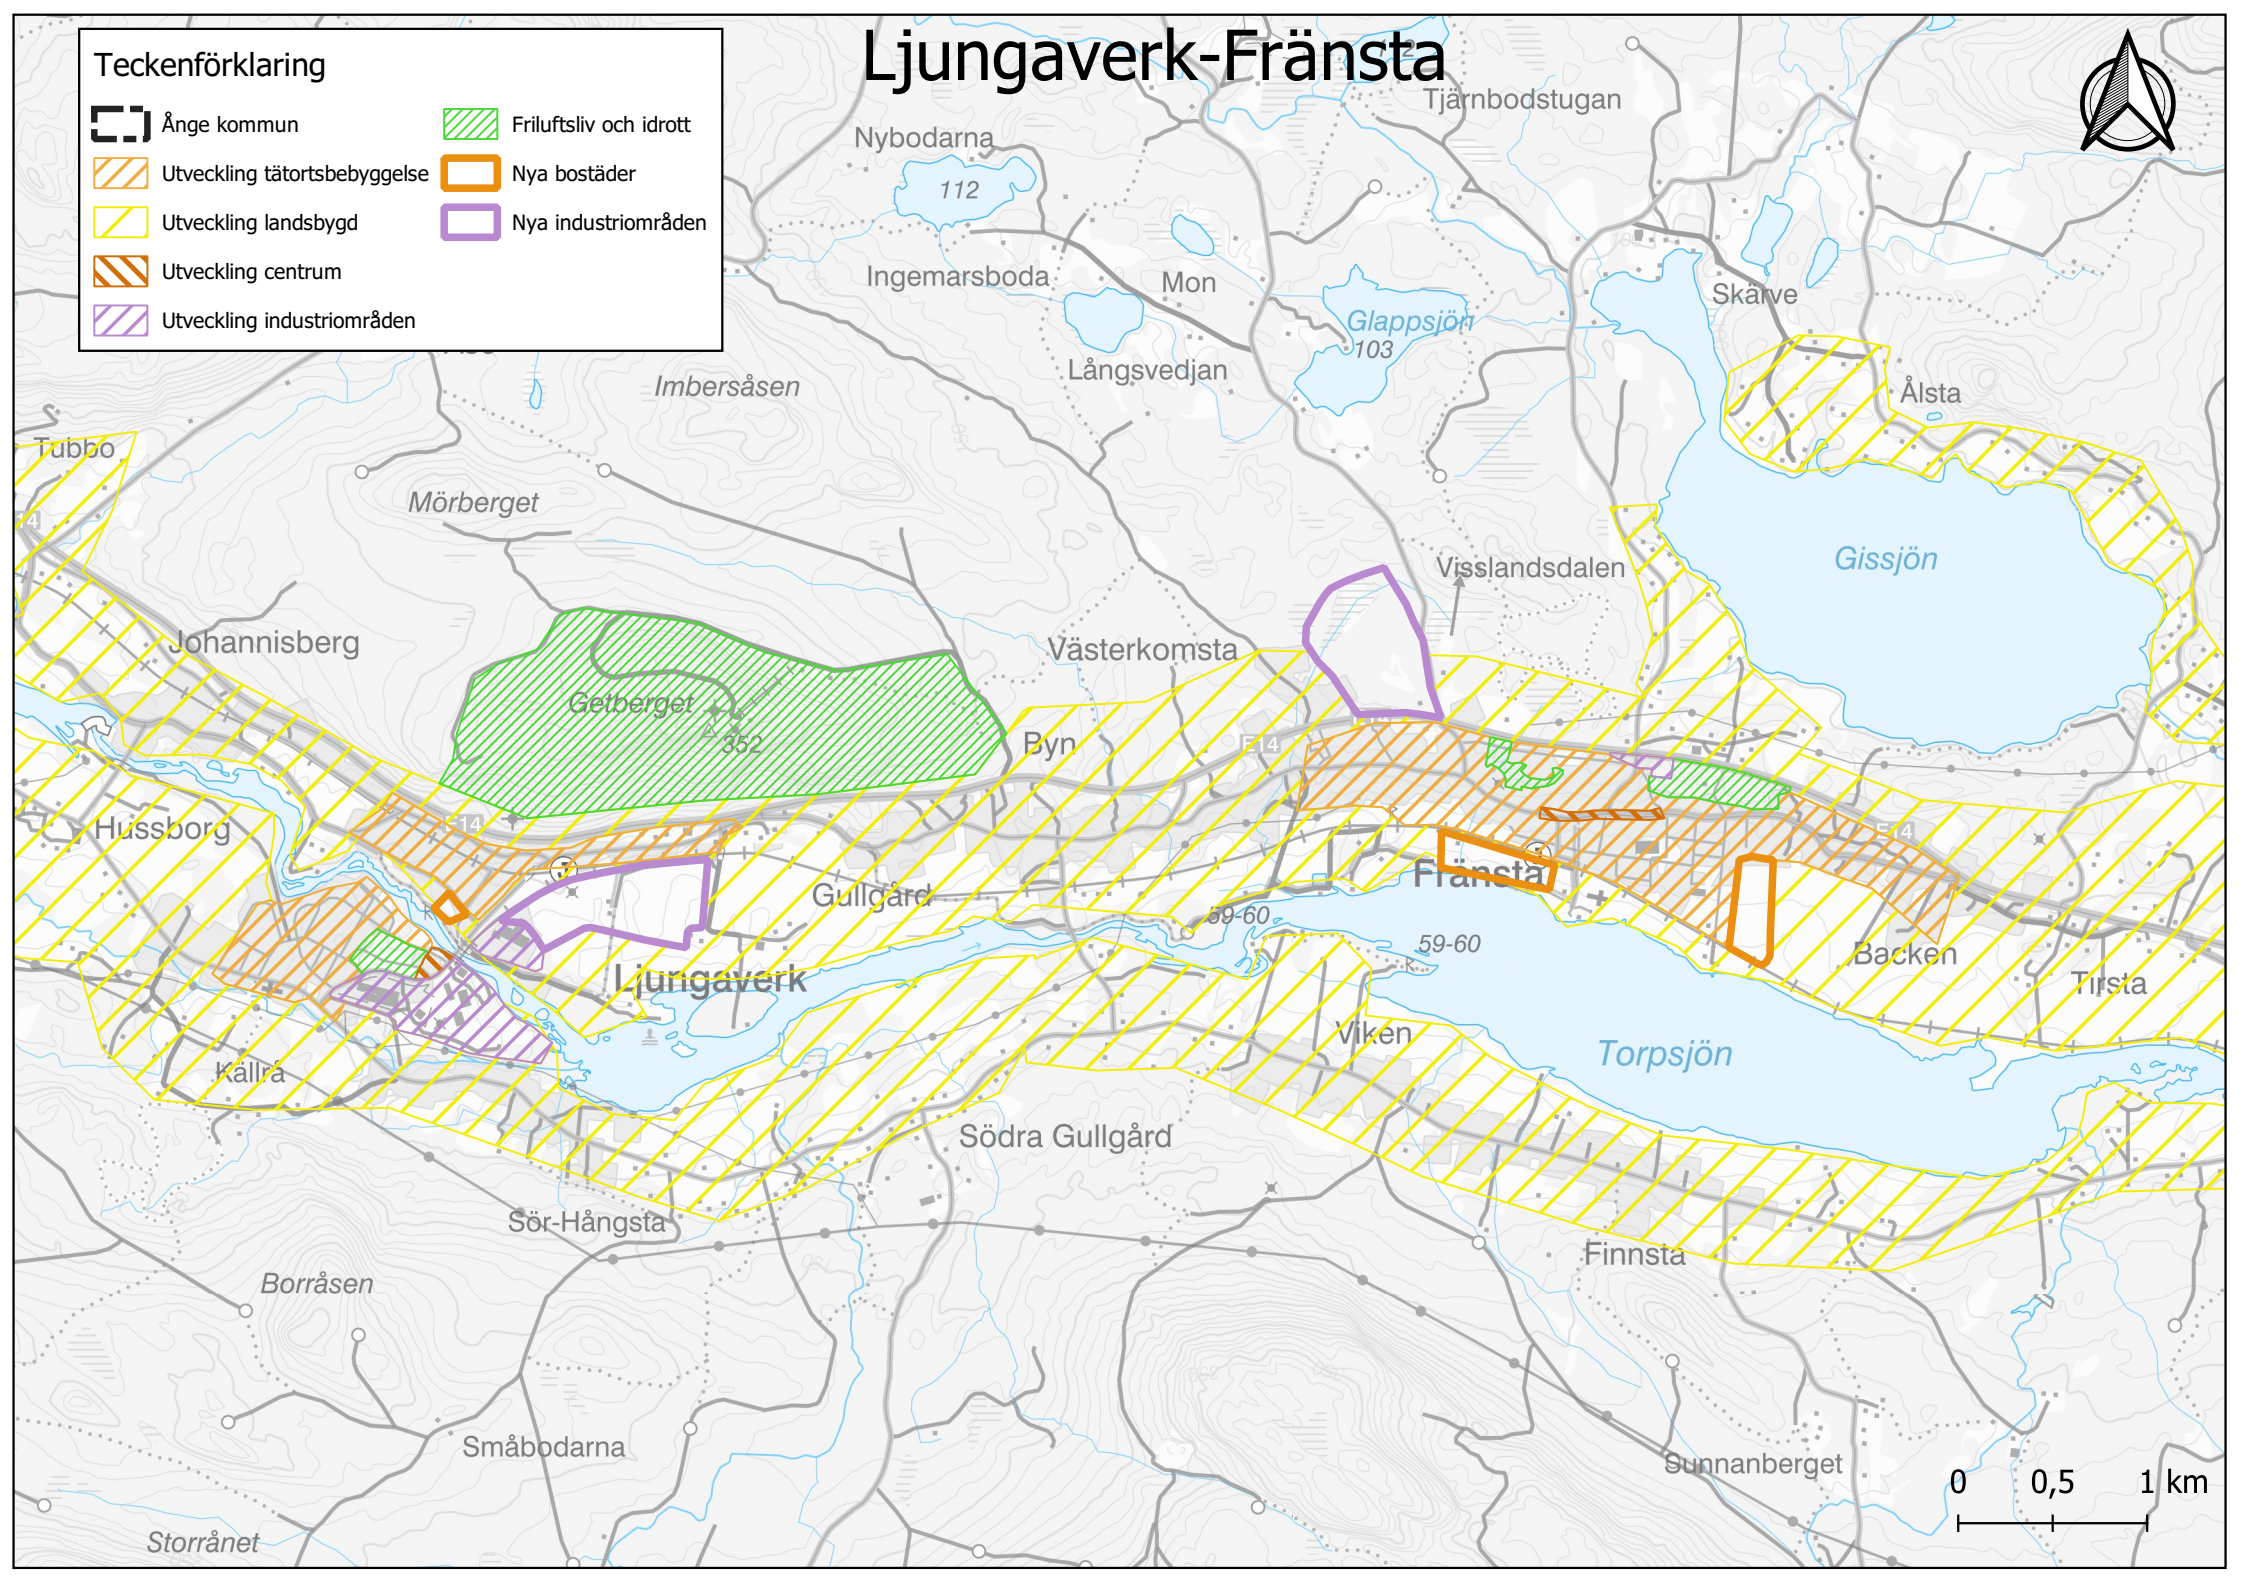 Ljungaverk-Fränsta
Teckenförklaring
Ånge kommun
Utveckling tätortsbebyggelse
Utveckling landsbygd
Utveckling centrum
Utveckling industriområden
Friluftsliv och idrott
Nya bostäder
Nya industriområden
Tjärnbodstugan
Nybodarna
112
Ingemarsboda
Mon
Skärve
Glappsjön
103
Långsvedjan
Imbersåsen
Ålsta
Tubbo
Mörberget
14
Gissjön
Visslandsdalen
Johannisberg
Västerkomsta
Getberget
352
Byn
E14
E14
E14
Hussborg
Fränsta
Gullgård
59-60
59-60
Backen
Ljungaverk
Tirsta
Viken
Torpsjön
Källrå
Södra Gullgård
Sör-Hångsta
Finnsta
Borråsen
Småbodarna
Sunnanberget
Storrånet
0 0,5 1 km